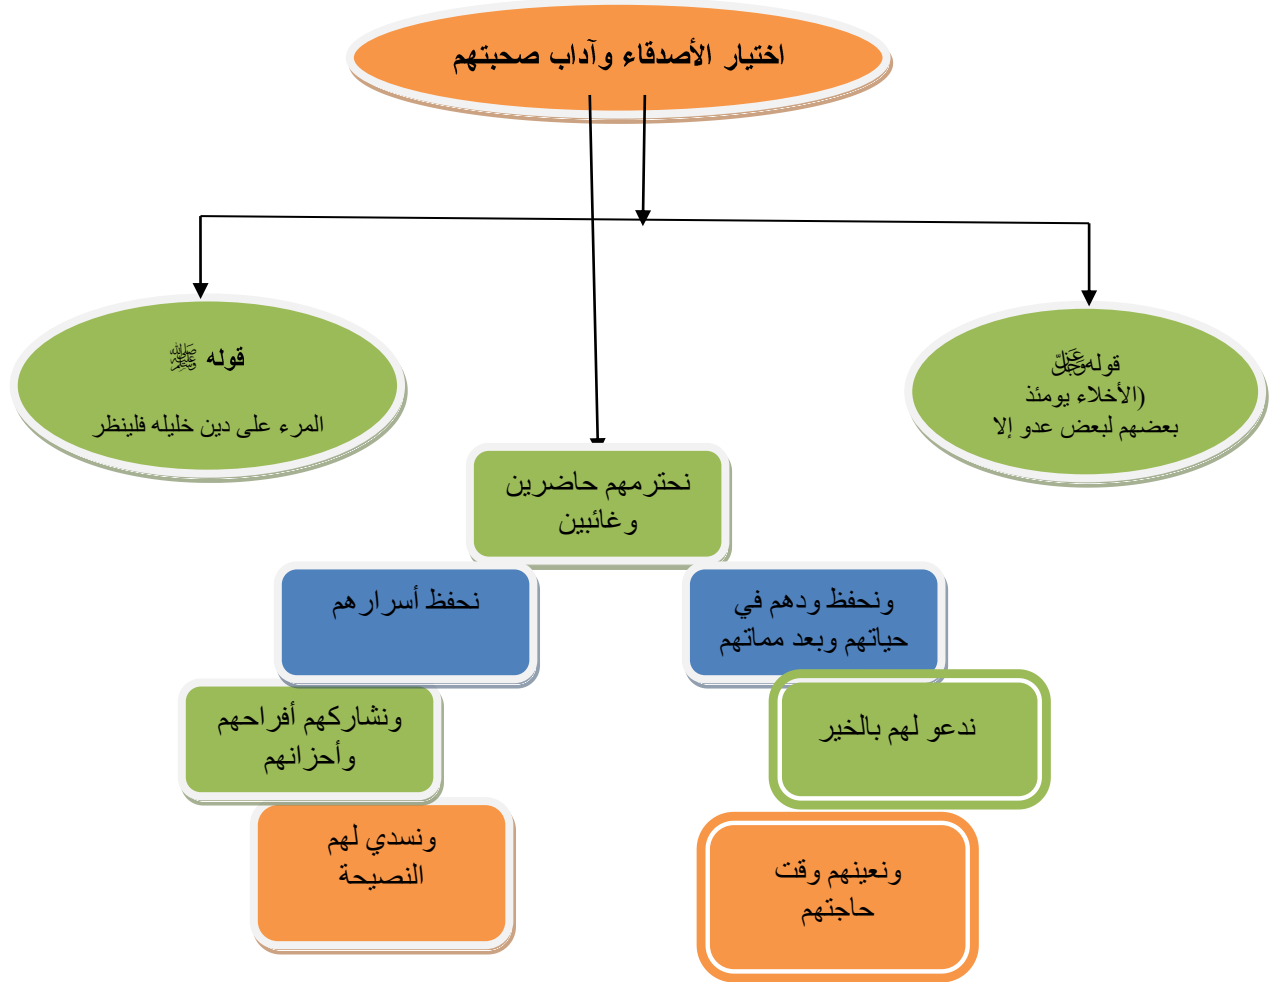 اختيار الأصدقاء وآداب صحبتهم
قوله عَزَّ وَجَلَّ
(الأخلاء يومئذ
بعضهم لبعض عدو إلا
قوله ﷺ
المرء على دين خليله فلينظر
نحترمهم حاضرين
وغائبين
ونحفظ ودهم في
حياتهم وبعد مماتهم
نحفظ أسرارهم
ندعو لهم بالخير
ونشاركهم أفراحهم
وأحزانهم
ونعينهم وقت
حاجتهم
ونسدي لهم
النصيحة